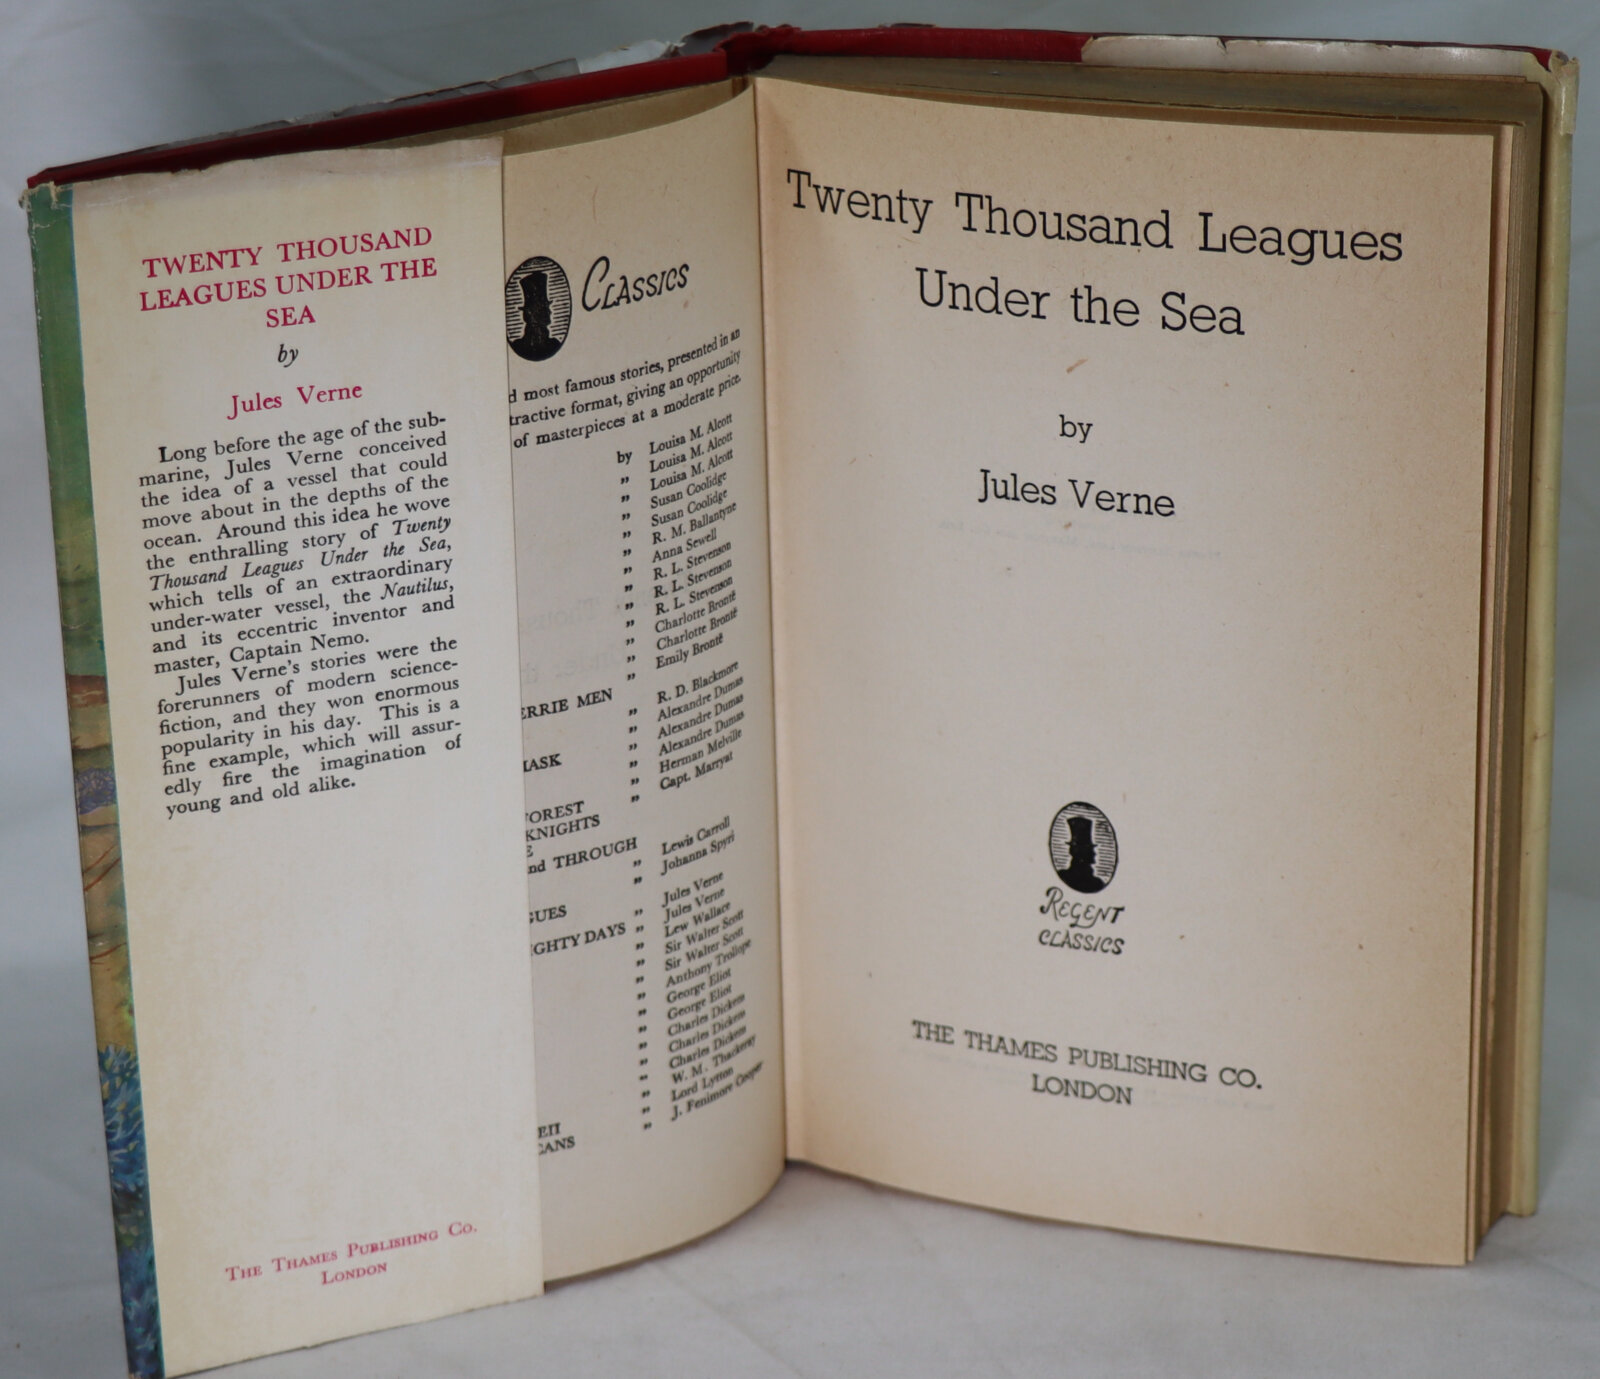 TWENTY THOUSAND
LEAGUES UNDER THE
SEA
by
Jules Verne
Long before the age of the sub-
marine, Jules Verne conceived
the idea of a vessel that could
move about in the depths of the
ocean. Around this idea he wove
the enthralling story of Twenty
Thousand Leagues Under the Sea,
which tells of an extraordinary
under-water vessel, the Nautilus,
and its eccentric inventor and
master, Captain Nemo.
Jules Verne's stories were the
forerunners of modern science-
fiction, and they won enormous
popularity in his day. This is a
fine example, which will assur-
edly fire the imagination of
young and old alike.
THE THAMES PUBLISHING CO.
LONDON
CLASSICS
d most famous stories, presented in an
tractive format, giving an opportunity
of masterpieces at a moderate price.
by Louisa M. Alcott
" Louisa M. Alcott
" Louisa M. Alcott
" Susan Coolidge
" Susan Coolidge
" R. M. Ballantyne
" Anna Sewell
" R. L. Stevenson
" R. L. Stevenson
ERRIE MEN " R. L. Stevenson
" Charlotte Brontë
" Charlotte Brontë
" Emily Brontë
" R. D. Blackmore
" Alexandre Dumas
" Alexandre Dumas
MASK " Alexandre Dumas
" Herman Melville
" Capt. Marryat
FOREST
KNIGHTS
E
nd THROUGH
" Lewis Carroll
" Johanna Spyri
GUES " Jules Verne
IGHTY DAYS " Jules Verne
" Lew Wallace
" Sir Walter Scott
" Sir Walter Scott
" Anthony Trollope
" George Eliot
" George Eliot
" Charles Dickens
" Charles Dickens
" Charles Dickens
" W. M. Thackeray
EII " Lord Lytton
CANS " J. Fenimore Cooper
Twenty Thousand Leagues
Under the Sea
by
Jules Verne
REGENT
CLASSICS
THE THAMES PUBLISHING CO.
LONDON